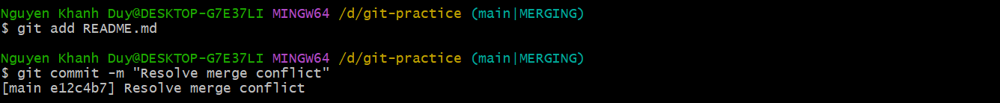 Nguyen Khanh Duy@DESKTOP-G7E37LI MINGW64 /d/git-practice (main|MERGING)
$ git add README.md
Nguyen Khanh Duy@DESKTOP-G7E37LI MINGW64 /d/git-practice (main|MERGING)
$ git commit -m "Resolve merge conflict"
[main e12c4b7] Resolve merge conflict